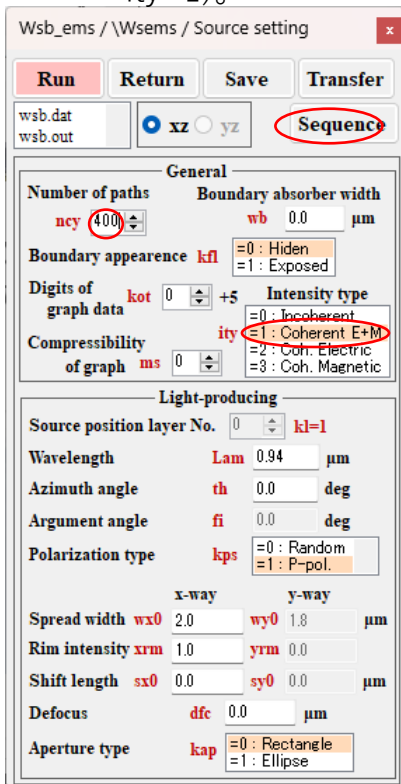 ity=1).
Wsb_ems / \Wsems / Source setting x
Run Return Save Transfer
wsb.dat
wsb.out
xz yz Sequence
General
Number of paths Boundary absorber width
ncy 400 wb 0.0 μm
Boundary appearence kfl =0 : Hiden
=1 : Exposed
Digits of
graph data kot 0 +5 Intensity type
ity =0 : Incoherent
=1 : Coherent E+M
=2 : Coh. Electric
=3 : Coh. Magnetic
Compressibility
of graph ms 0
Light-producing
Source position layer No. 0 kl=1
Wavelength Lam 0.94 μm
Azimuth angle th 0.0 deg
Argument angle fi 0.0 deg
Polarization type kps =0 : Random
=1 : P-pol.
x-way y-way
Spread width wx0 2.0 wy0 1.8 μm
Rim intensity xrm 1.0 yrm 0.0
Shift length sx0 0.0 sy0 0.0 μm
Defocus dfc 0.0 μm
Aperture type kap =0 : Rectangle
=1 : Ellipse